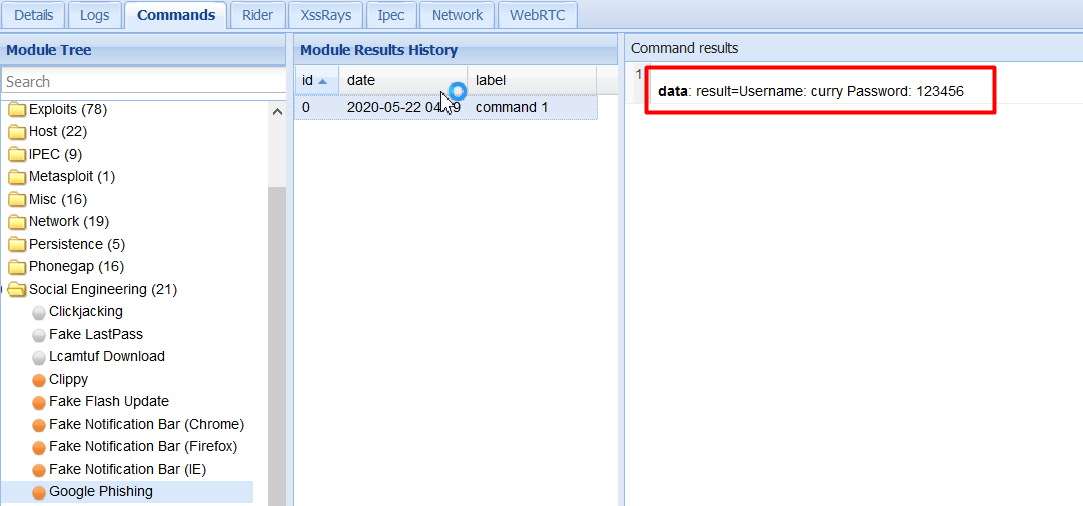 Details Logs Commands Rider XssRays Ipec Network WebRTC
Module Tree
Search
Exploits (78)
Host (22)
IPEC (9)
Metasploit (1)
Misc (16)
Network (19)
Persistence (5)
Phonegap (16)
Social Engineering (21)
Clickjacking
Fake LastPass
Lcamtuf Download
Clippy
Fake Flash Update
Fake Notification Bar (Chrome)
Fake Notification Bar (Firefox)
Fake Notification Bar (IE)
Google Phishing
Module Results History
id date label
0 2020-05-22 command 1
Command results
1
data: result=Username: curry Password: 123456